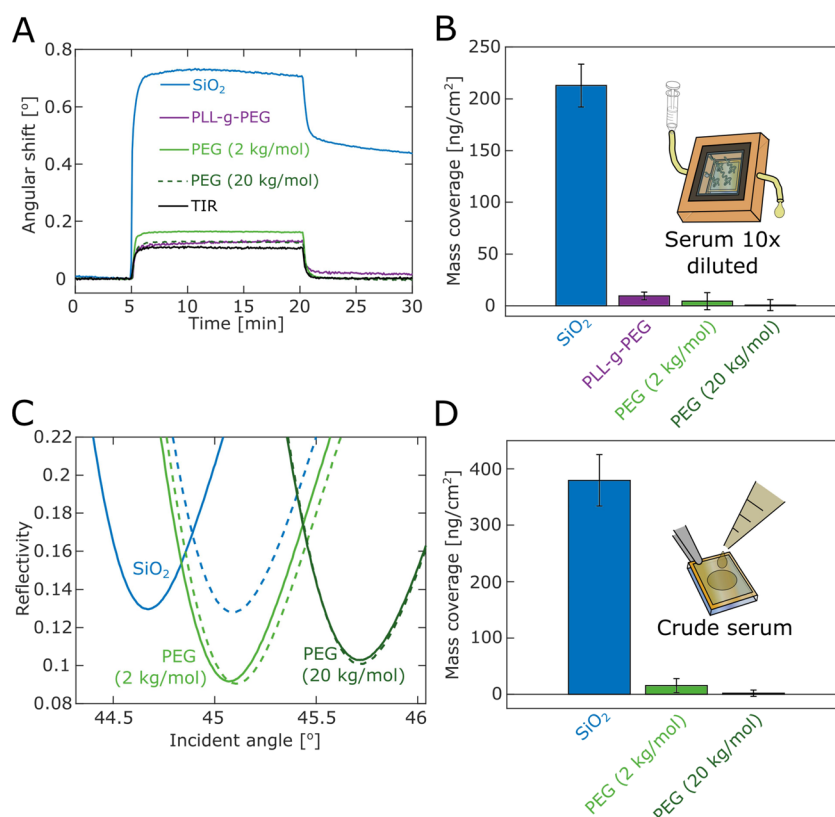 A
Angular shift [°]
0.8
0.6
0.4
0.2
0
SiO₂
PLL-g-PEG
PEG (2 kg/mol)
PEG (20 kg/mol)
TIR
0 5 10 15 20 25 30
Time [min]
B
Mass coverage [ng/cm²]
250
200
150
100
50
0
Serum 10x
diluted
SiO₂
PLL-g-PEG
PEG (2 kg/mol)
PEG (20 kg/mol)
C
Reflectivity
0.22
0.2
0.18
0.16
0.14
0.12
0.1
0.08
SiO₂
PEG
(2 kg/mol)
PEG
(20 kg/mol)
44.5 45 45.5 46
Incident angle [°]
D
Mass coverage [ng/cm²]
400
300
200
100
0
Crude serum
SiO₂
PEG (2 kg/mol)
PEG (20 kg/mol)